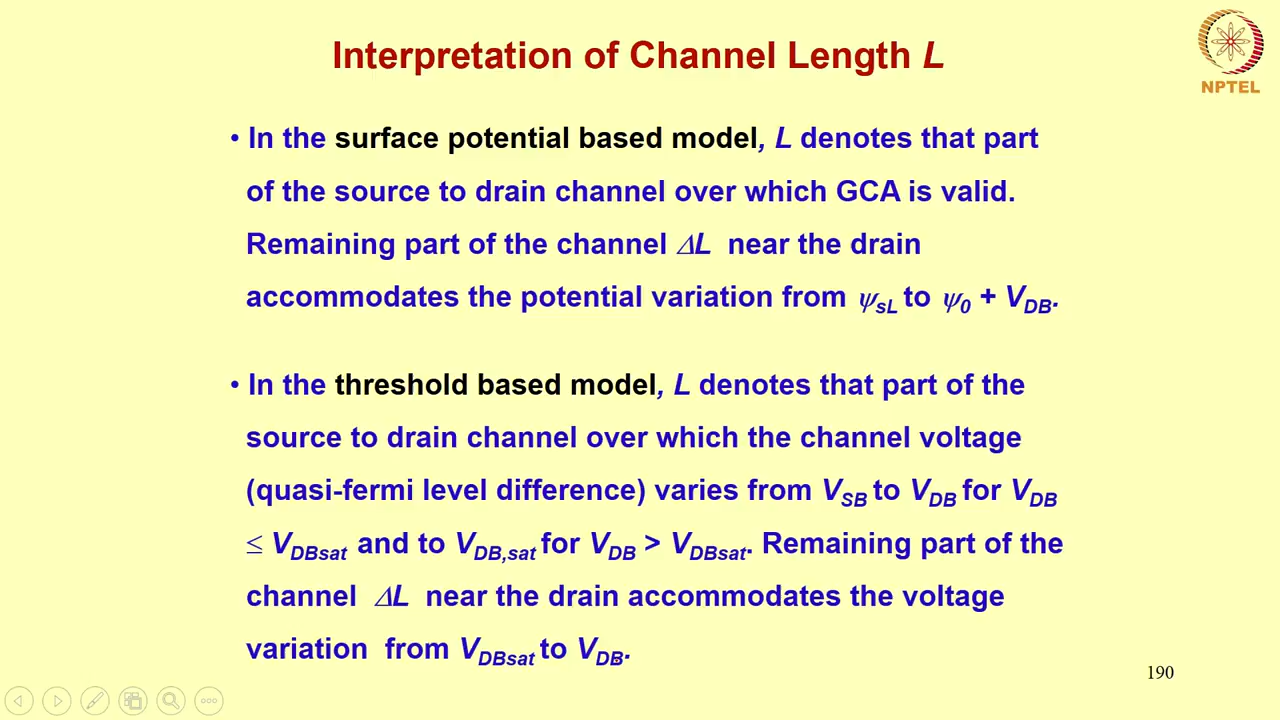 Interpretation of Channel Length L
NPTEL
• In the surface potential based model, L denotes that part
of the source to drain channel over which GCA is valid.
Remaining part of the channel ΔL near the drain
accommodates the potential variation from ψsL to ψ0 + VDB.
• In the threshold based model, L denotes that part of the
source to drain channel over which the channel voltage
(quasi-fermi level difference) varies from VSB to VDB for VDB
≤ VDBsat and to VDB,sat for VDB > VDBsat. Remaining part of the
channel ΔL near the drain accommodates the voltage
variation from VDBsat to VDB.
190